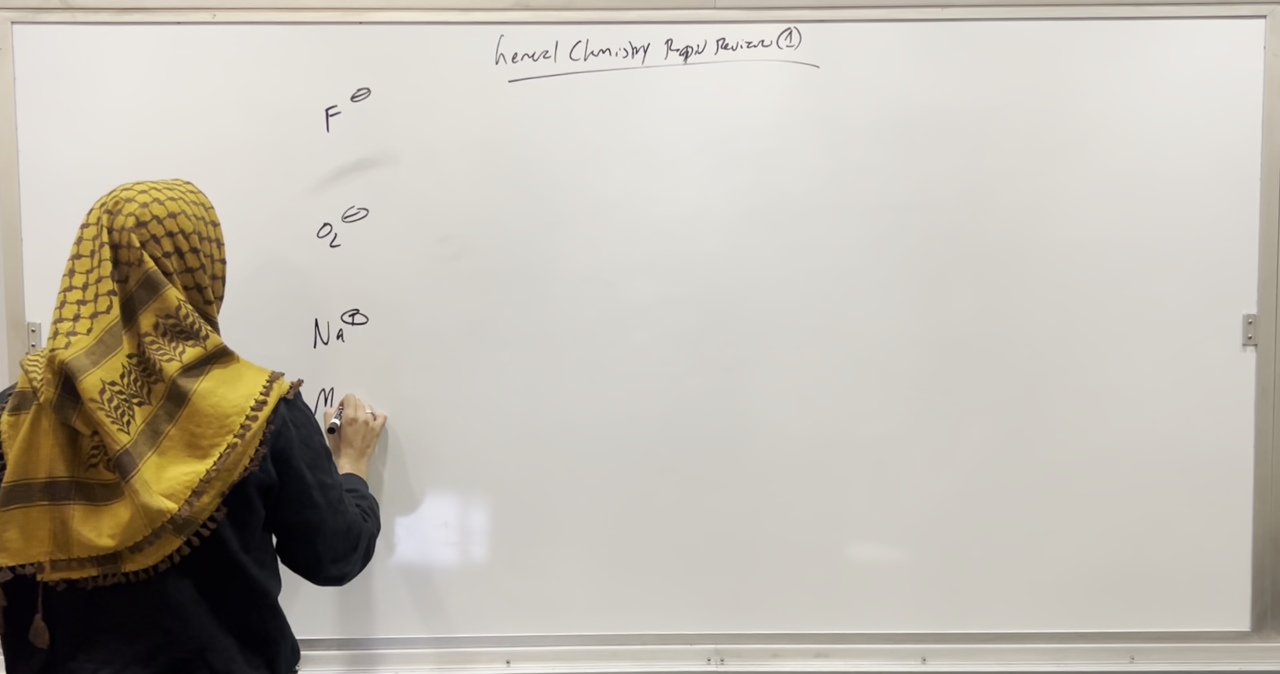 General Chemistry Rapid Review (1)
F⊖
O₂⊖
Na⊕
M